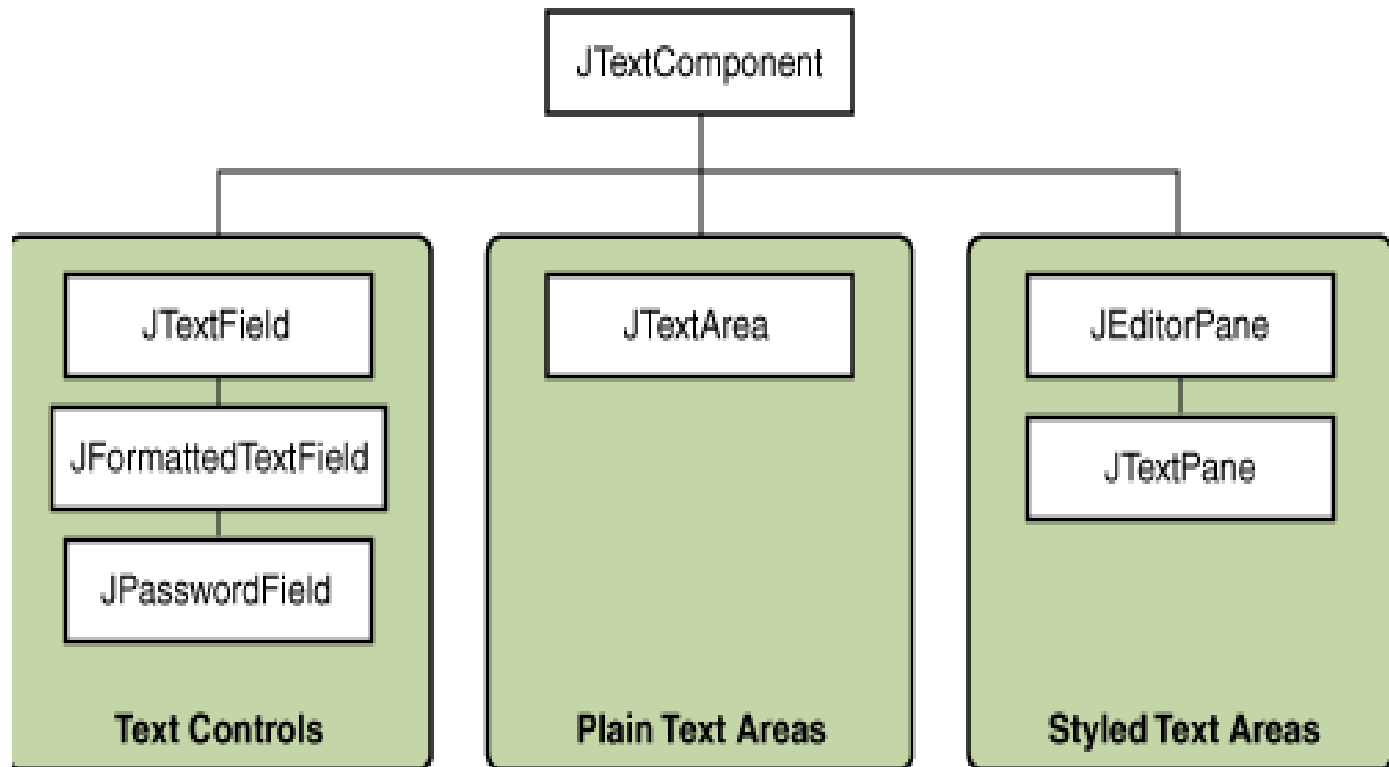 JTextComponent
JTextField
JFormattedTextField
JPasswordField
Text Controls
JTextArea
Plain Text Areas
JEditorPane
JTextPane
Styled Text Areas